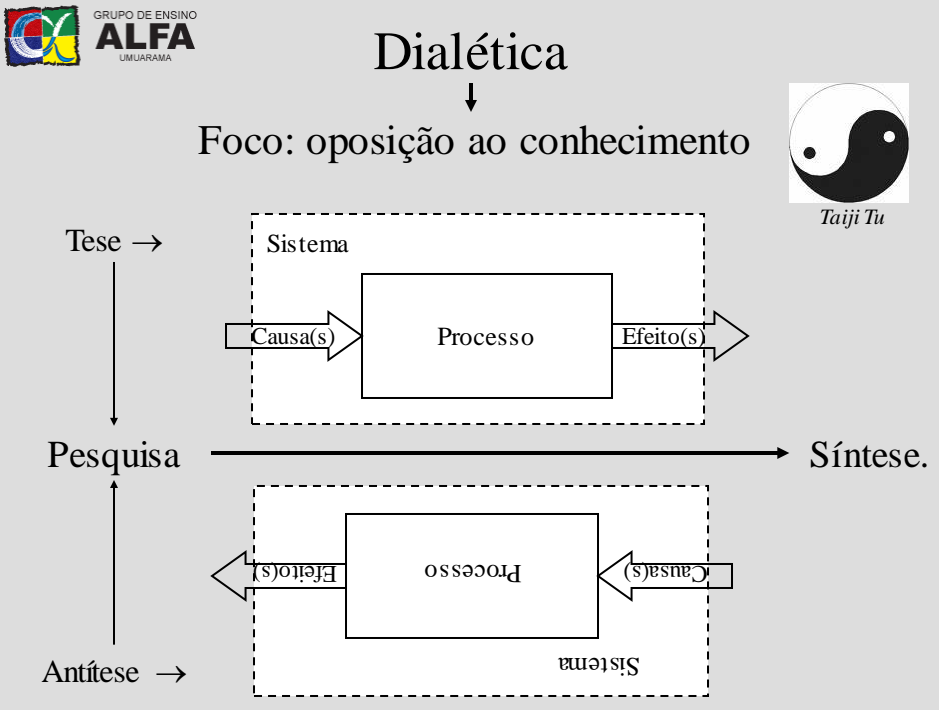 GRUPO DE ENSINO
ALFA
UMUARAMA
Dialética
Foco: oposição ao conhecimento
Taiji Tu
Tese →
Sistema
Causa(s)
Processo
Efeito(s)
Pesquisa
Síntese.
Efeito(s)
Processo
Causa(s)
Sistema
Antítese →